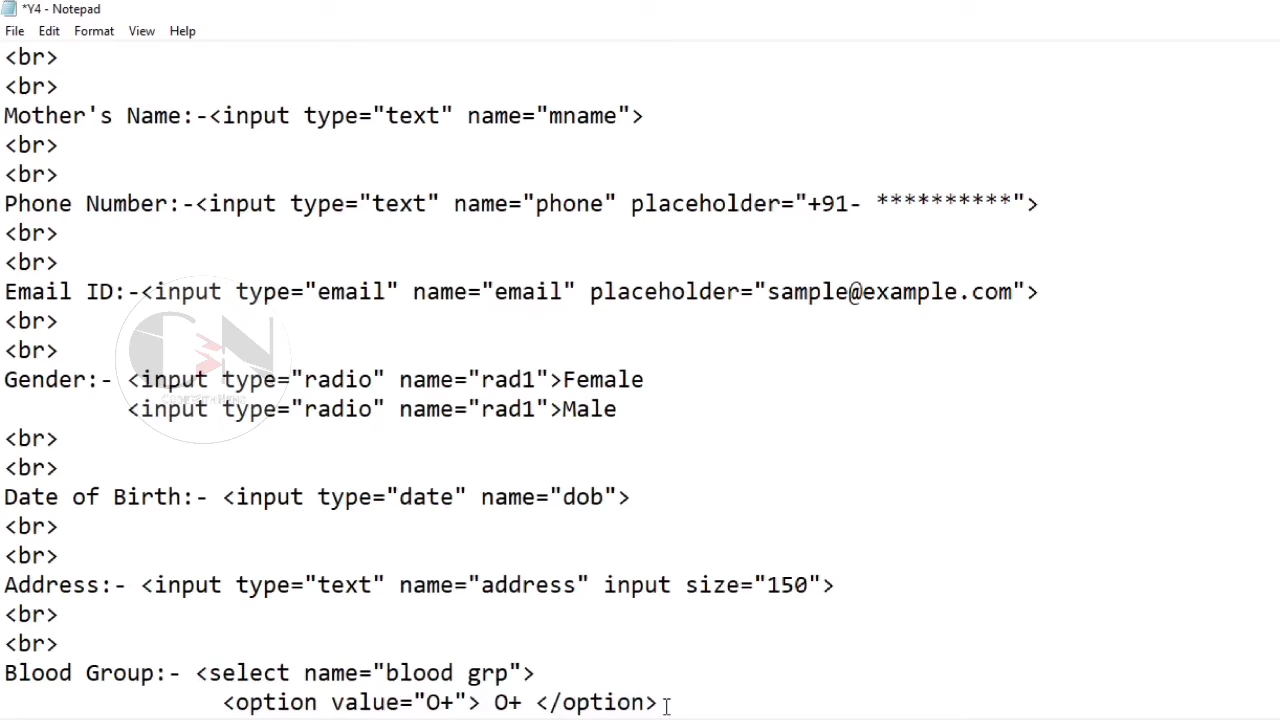 *Y4 - Notepad
File Edit Format View Help
<br>
<br>
Mother's Name:-<input type="text" name="mname">
<br>
<br>
Phone Number:-<input type="text" name="phone" placeholder="+91- **********">
<br>
<br>
Email ID:-<input type="email" name="email" placeholder="sample@example.com">
<br>
<br>
Gender:- <input type="radio" name="rad1">Female
<input type="radio" name="rad1">Male
<br>
<br>
Date of Birth:- <input type="date" name="dob">
<br>
<br>
Address:- <input type="text" name="address" input size="150">
<br>
<br>
Blood Group:- <select name="blood grp">
<option value="O+"> O+ </option>